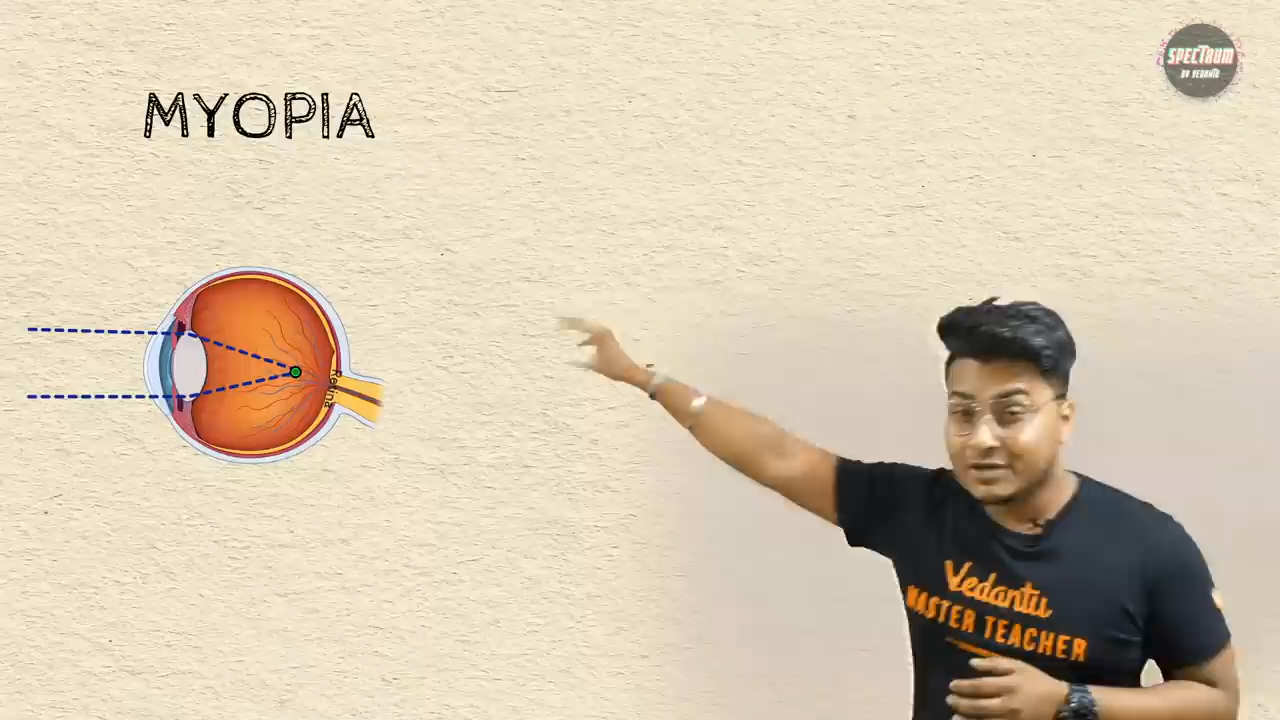 MYOPIA
SPECTRUM
BY VEDANTU
Retina
Vedantu
MASTER TEACHER